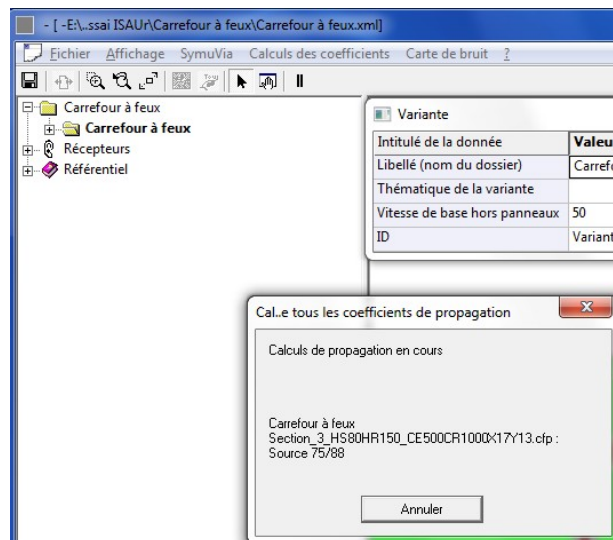 - [ -E:\..ssai ISAUr\Carrefour à feux\Carrefour à feux.xml]
Fichier Affichage SymuVia Calculs des coefficients Carte de bruit ?
Carrefour à feux
Carrefour à feux
Récepteurs
Référentiel
Variante
Intitulé de la donnée Valeu
Libellé (nom du dossier) Carrefo
Thématique de la variante
Vitesse de base hors panneaux 50
ID Variant
Cal..e tous les coefficients de propagation
Calculs de propagation en cours
Carrefour à feux
Section_3_HS80HR150_CE500CR1000X17Y13.cfp :
Source 75/88
Annuler